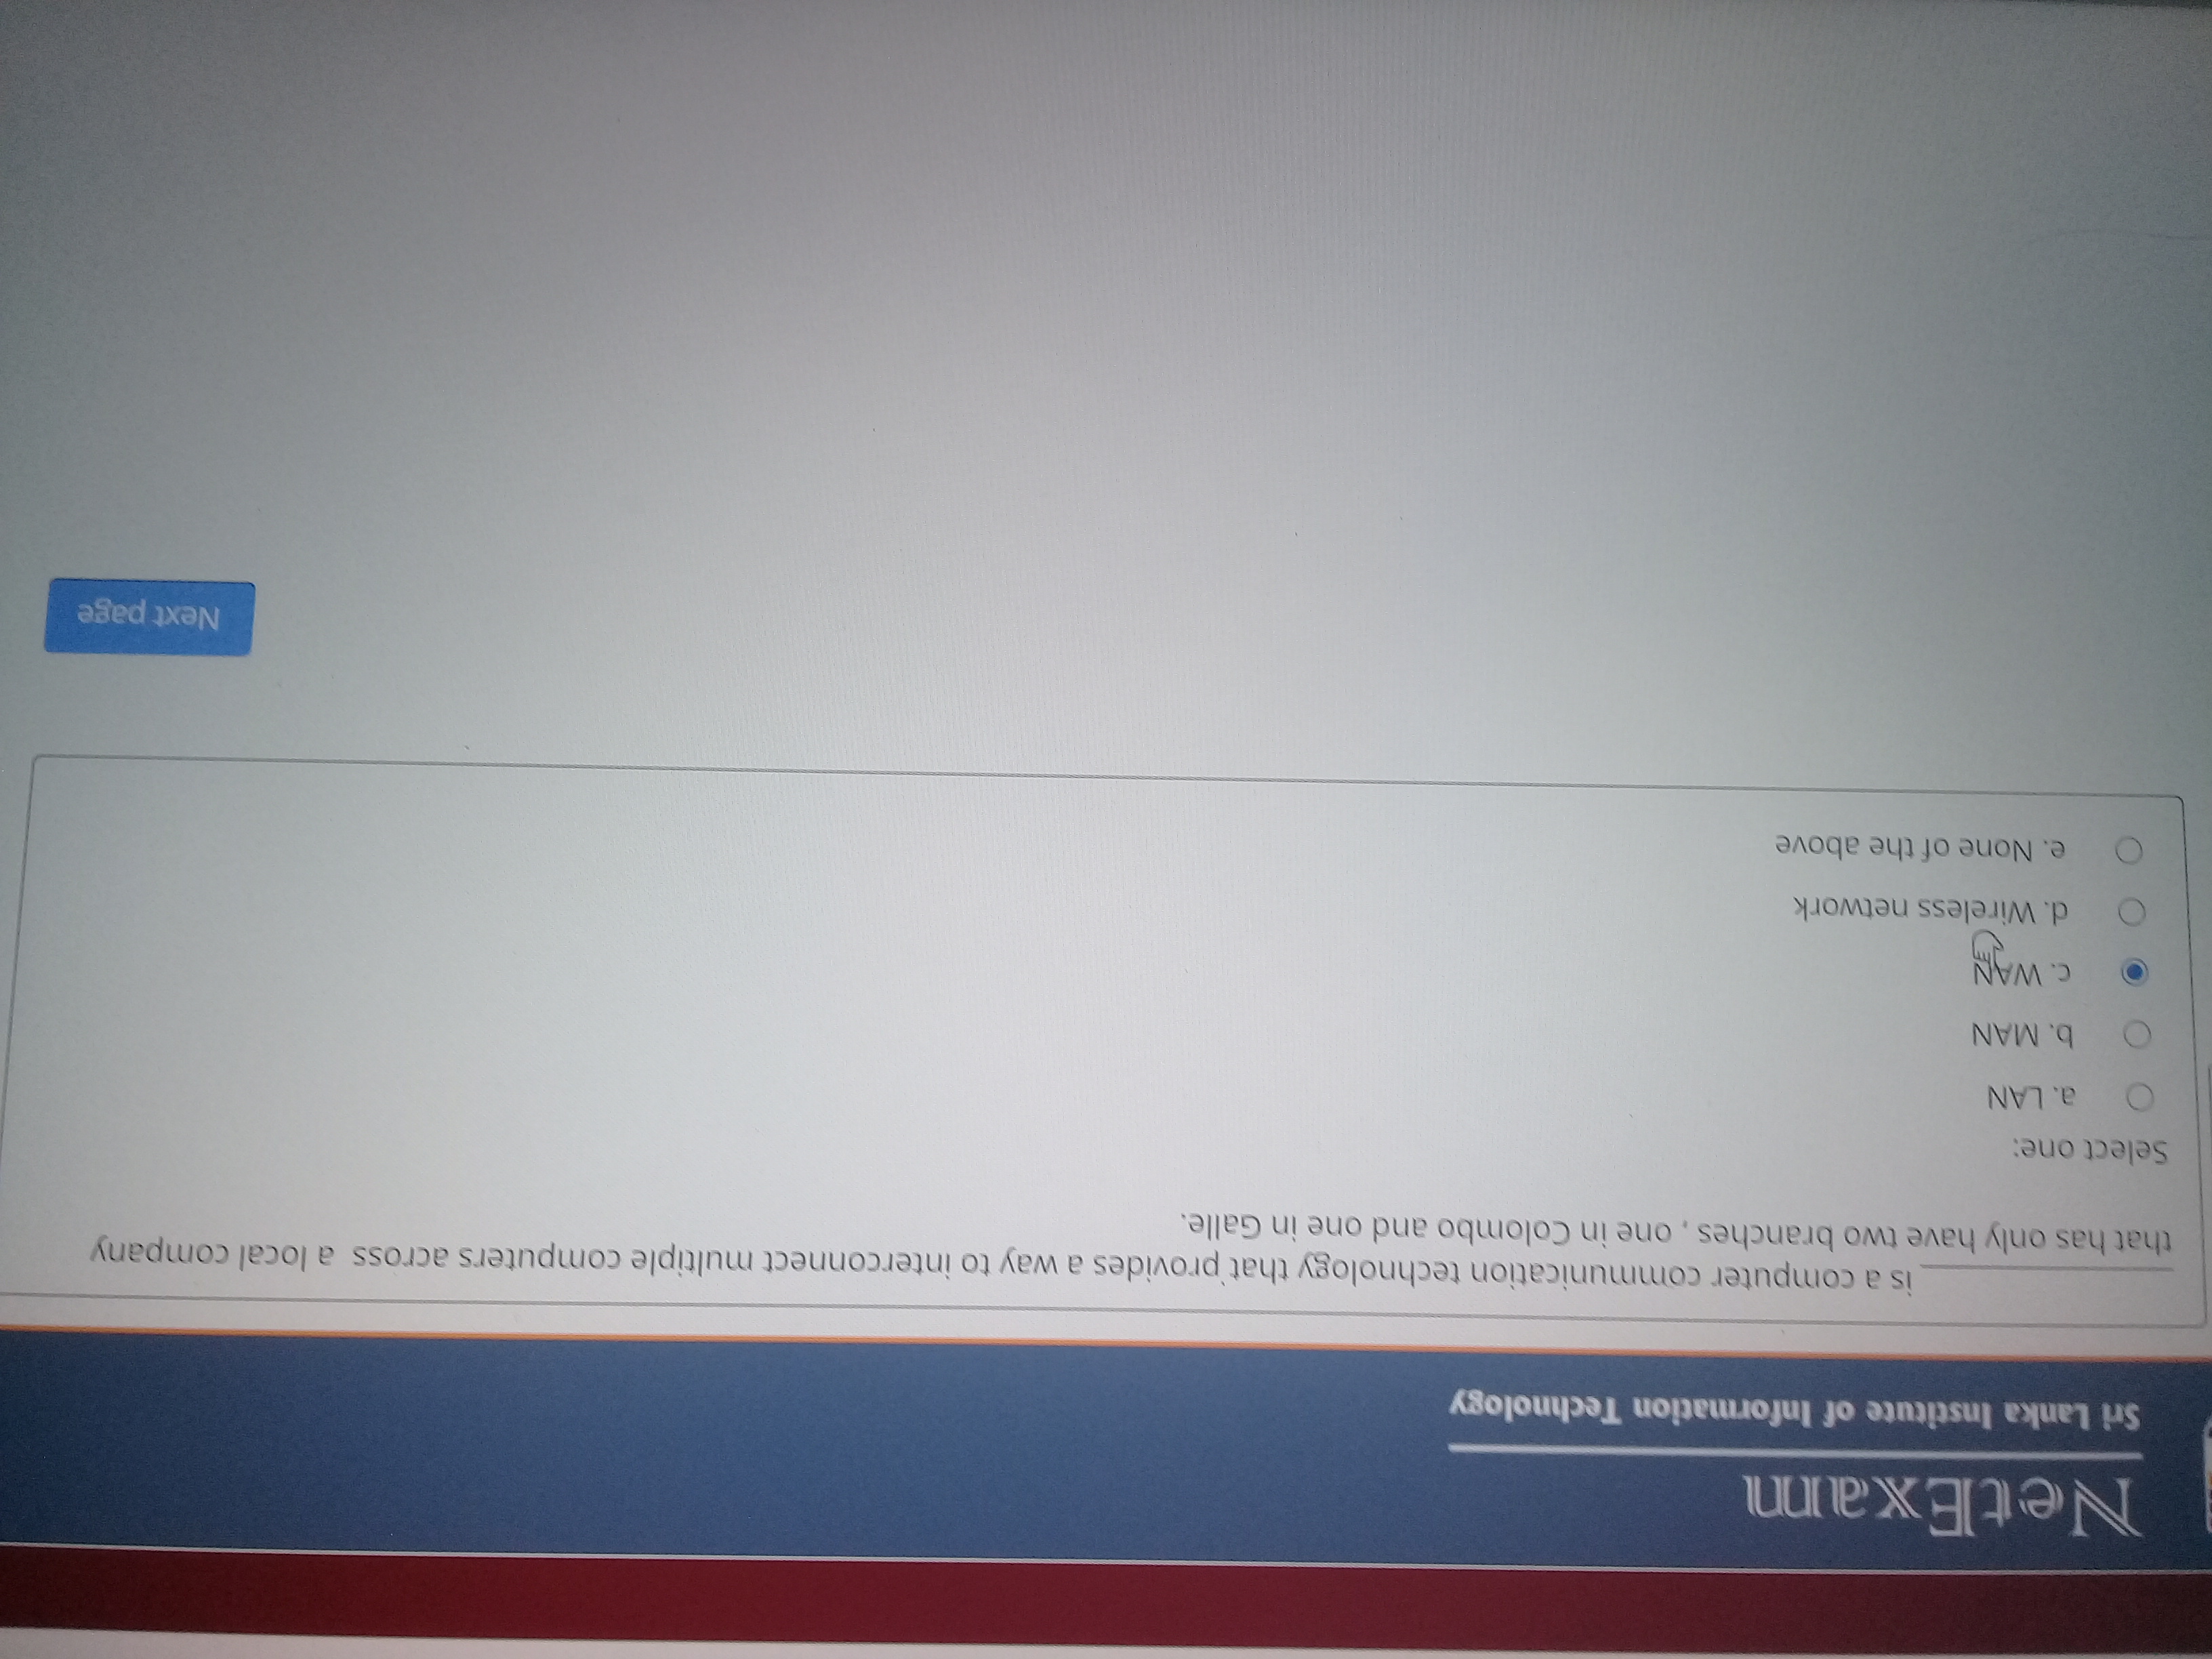 NetExam
Sri Lanka Institute of Information Technology
______________ is a computer communication technology that provides a way to interconnect multiple computers across a local company
that has only have two branches , one in Colombo and one in Galle.
Select one:
a. LAN
b. MAN
c. WAN
d. Wireless network
e. None of the above
Next page